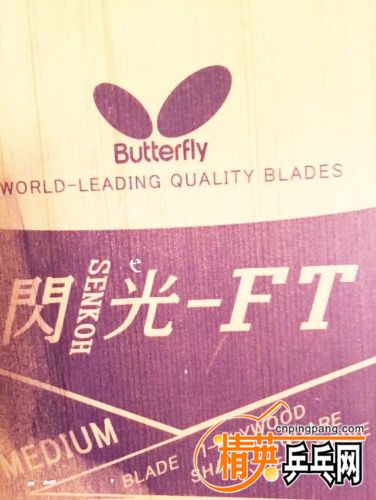 Butterfly
WORLD-LEADING QUALITY BLADES
閃 SENKOH 光-FT
e
MEDIUM
BLADE
cnpingpang.com
精英乒乓网